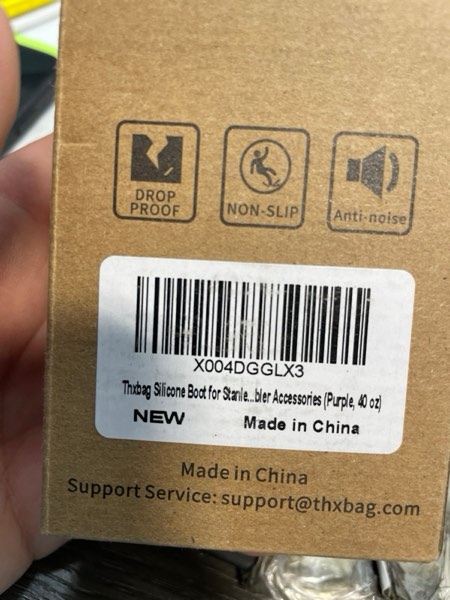 DROP
PROOF
NON-SLIP
Anti-noise
X004DGGLX3
Thxbag Silicone Boot for Stanle...bler Accessories (Purple, 40 oz)
NEW Made in China
Made in China
Support Service: support@thxbag.com